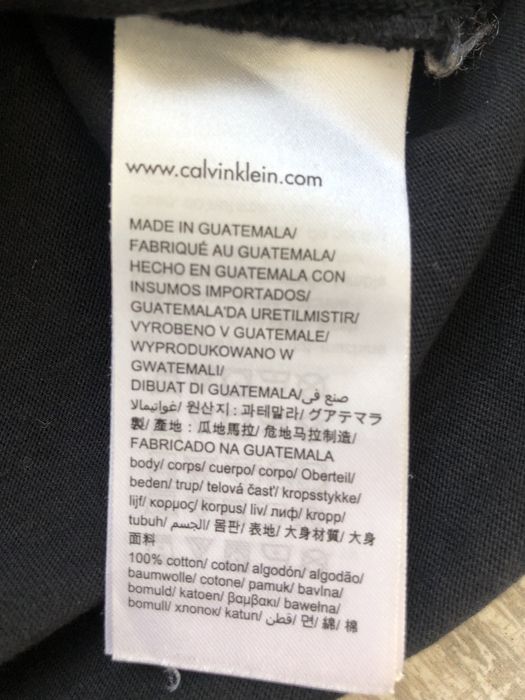 www.calvinklein.com
MADE IN GUATEMALA/
FABRIQUÉ AU GUATEMALA/
HECHO EN GUATEMALA CON
INSUMOS IMPORTADOS/
GUATEMALA'DA URETILMISTIR/
VYROBENO V GUATEMALE/
WYPRODUKOWANO W
GWATEMALI/
DIBUAT DI GUATEMALA/صنع في
غواتيمالا/ 원산지: 과테말라/ グアテマラ
製/ 產地: 瓜地馬拉/ 危地马拉制造/
FABRICADO NA GUATEMALA
body/ corps/ cuerpo/ corpo/ Oberteil/
beden/ trup/ telová časť/ kropsstykke/
lijf/ κορμος/ korpus/ liv/ лиф/ kropp/
tubuh/ الجسم/ 몸판/ 表地/ 大身材質/ 大身
面料
100% cotton/ coton/ algodón/ algodão/
baumwolle/ cotone/ pamuk/ bavlna/
bomuld/ katoen/ βαμβακι/ bawełna/
bomull/ хлопок/ katun/ قطن/ 면/ 綿/ 棉